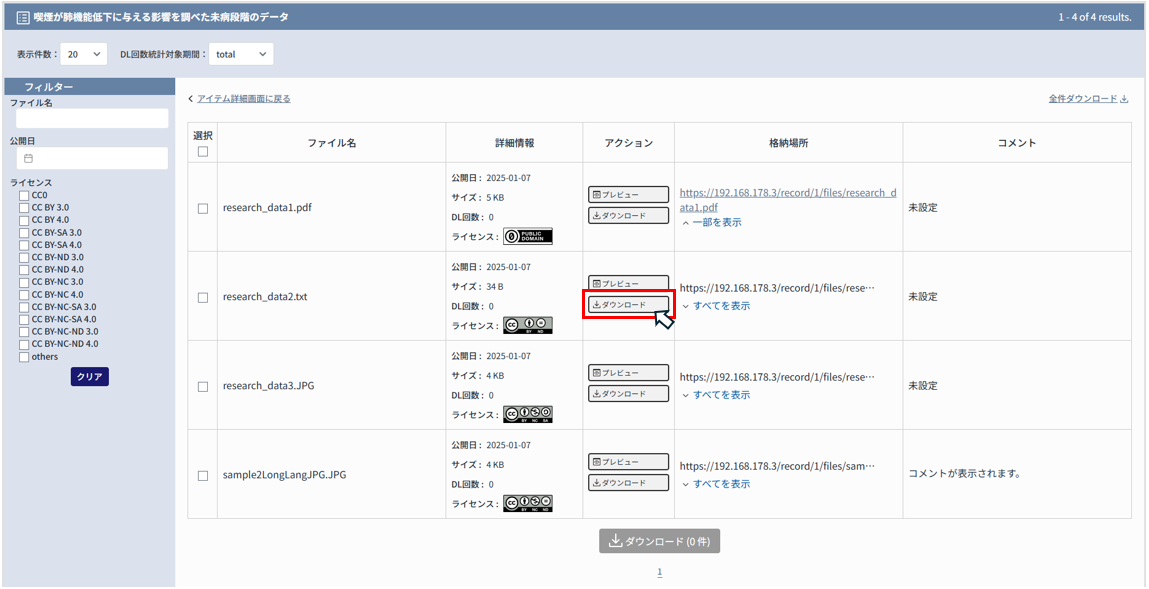 喫煙が肺機能低下に与える影響を調べた未病段階のデータ
1 - 4 of 4 results.
表示件数： 20
DL回数統計対象期間： total
フィルター
ファイル名
公開日
ライセンス
CC0
CC BY 3.0
CC BY 4.0
CC BY-SA 3.0
CC BY-SA 4.0
CC BY-ND 3.0
CC BY-ND 4.0
CC BY-NC 3.0
CC BY-NC 4.0
CC BY-NC-SA 3.0
CC BY-NC-SA 4.0
CC BY-NC-ND 3.0
CC BY-NC-ND 4.0
others
クリア
アイテム詳細画面に戻る
全件ダウンロード
選択 ファイル名 詳細情報 アクション 格納場所 コメント
research_data1.pdf
公開日： 2025-01-07
サイズ： 5 KB
DL回数： 0
ライセンス： PUBLIC DOMAIN
プレビュー
ダウンロード
https://192.168.178.3/record/1/files/research_d
ata1.pdf
一部を表示
未設定
research_data2.txt
公開日： 2025-01-07
サイズ： 34 B
DL回数： 0
ライセンス： cc BY ND
プレビュー
ダウンロード
https://192.168.178.3/record/1/files/rese…
すべてを表示
未設定
research_data3.JPG
公開日： 2025-01-07
サイズ： 4 KB
DL回数： 0
ライセンス： cc BY NC SA
プレビュー
ダウンロード
https://192.168.178.3/record/1/files/rese…
すべてを表示
未設定
sample2LongLangJPG.JPG
公開日： 2025-01-07
サイズ： 4 KB
DL回数： 0
ライセンス： cc BY NC ND
プレビュー
ダウンロード
https://192.168.178.3/record/1/files/sam…
すべてを表示
コメントが表示されます。
ダウンロード (0 件)
1